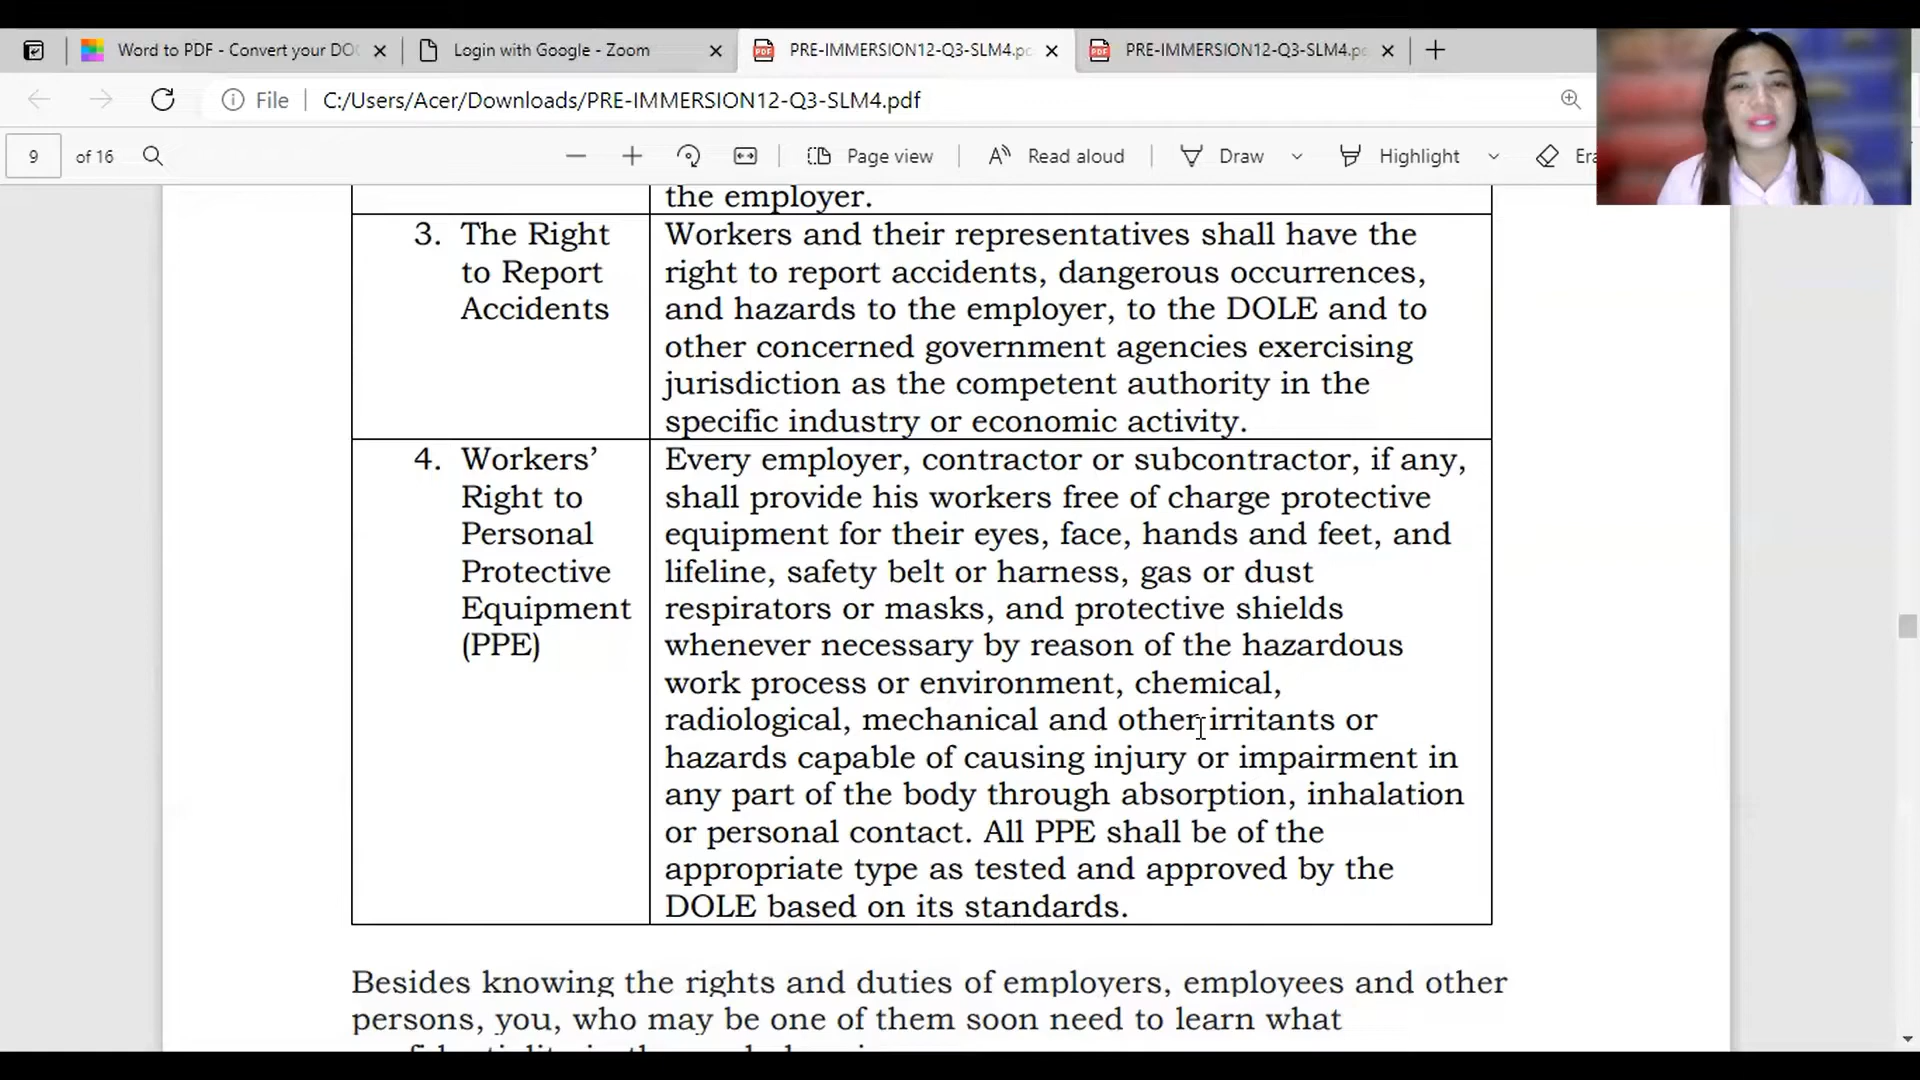 Word to PDF - Convert your DO
Login with Google - Zoom
PRE-IMMERSION12-Q3-SLM4.p
PRE-IMMERSION12-Q3-SLM4.p
File
C:/Users/Acer/Downloads/PRE-IMMERSION12-Q3-SLM4.pdf
9 of 16
Page view
Read aloud
Draw
Highlight
Era
the employer.
3. The Right
to Report
Accidents
Workers and their representatives shall have the
right to report accidents, dangerous occurrences,
and hazards to the employer, to the DOLE and to
other concerned government agencies exercising
jurisdiction as the competent authority in the
specific industry or economic activity.
4. Workers’
Right to
Personal
Protective
Equipment
(PPE)
Every employer, contractor or subcontractor, if any,
shall provide his workers free of charge protective
equipment for their eyes, face, hands and feet, and
lifeline, safety belt or harness, gas or dust
respirators or masks, and protective shields
whenever necessary by reason of the hazardous
work process or environment, chemical,
radiological, mechanical and other irritants or
hazards capable of causing injury or impairment in
any part of the body through absorption, inhalation
or personal contact. All PPE shall be of the
appropriate type as tested and approved by the
DOLE based on its standards.
Besides knowing the rights and duties of employers, employees and other
persons, you, who may be one of them soon need to learn what